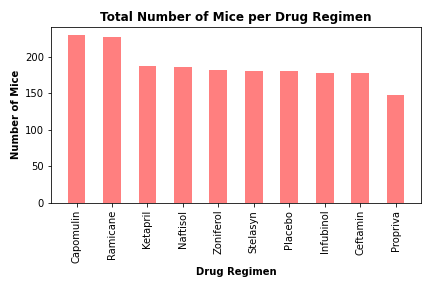 Total Number of Mice per Drug Regimen
Number of Mice
200
150
100
50
0
Capomulin
Ramicane
Ketapril
Naftisol
Zoniferol
Stelasyn
Placebo
Infubinol
Ceftamin
Propriva
Drug Regimen